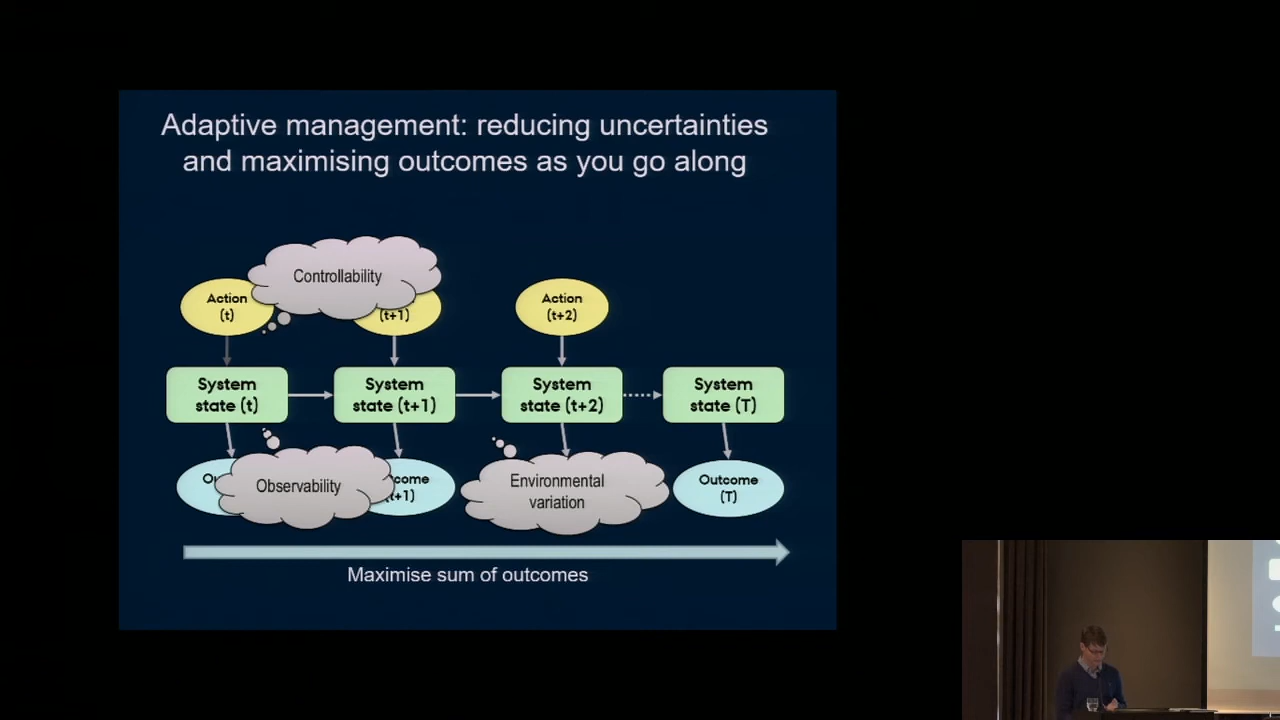 Adaptive management: reducing uncertainties
and maximising outcomes as you go along
Controllability
Action
(t)
(t+1)
Action
(t+2)
System
state (t)
System
state (t+1)
System
state (t+2)
System
state (T)
Observability
come
Environmental
variation
Outcome
(T)
Maximise sum of outcomes